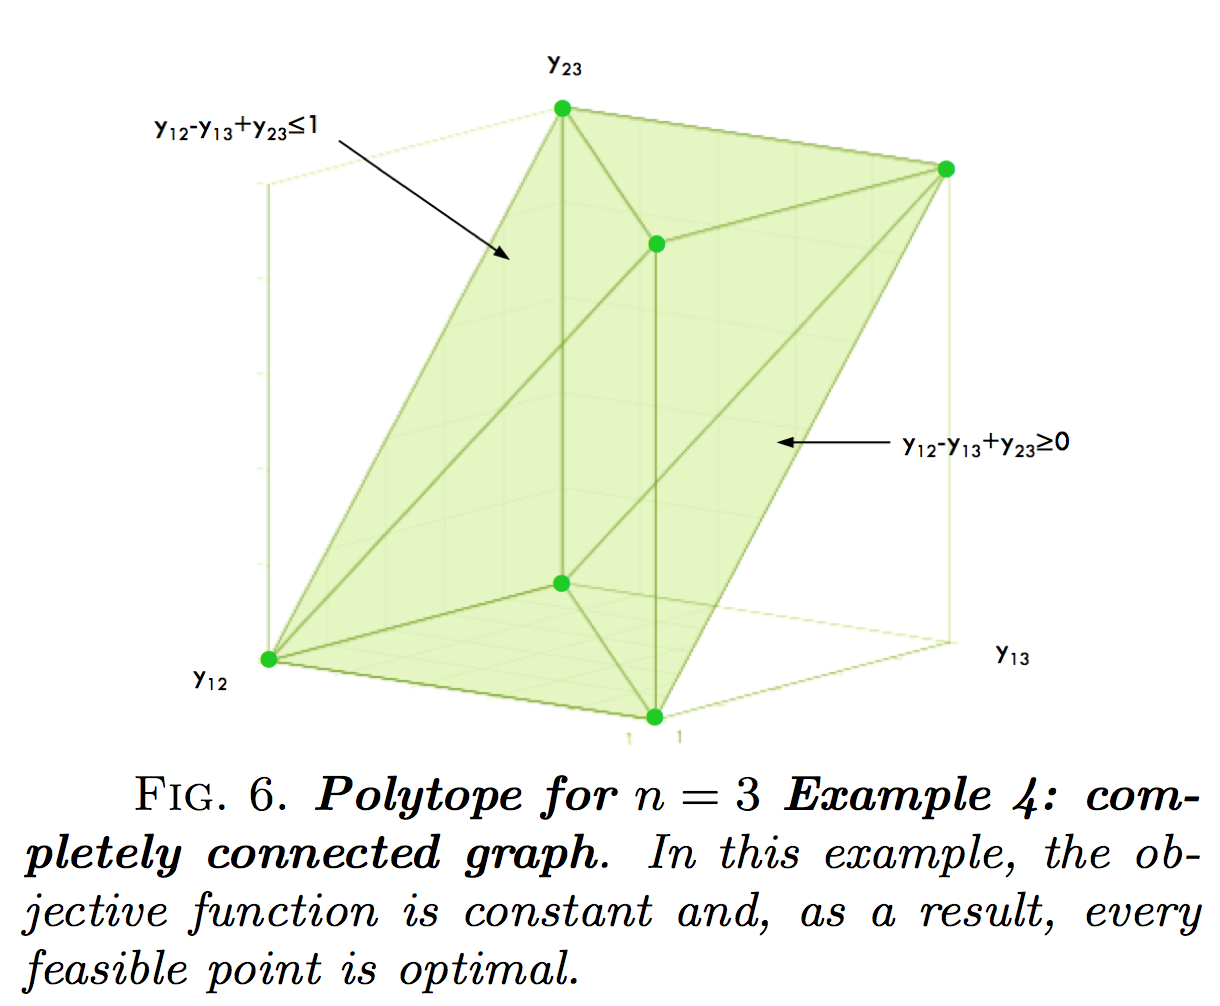 y₂₃
y₁₂-y₁₃+y₂₃≤1
y₁₂-y₁₃+y₂₃≥0
y₁₃
y₁₂
1 1
FIG. 6. Polytope for n = 3 Example 4: com-
pletely connected graph. In this example, the ob-
jective function is constant and, as a result, every
feasible point is optimal.